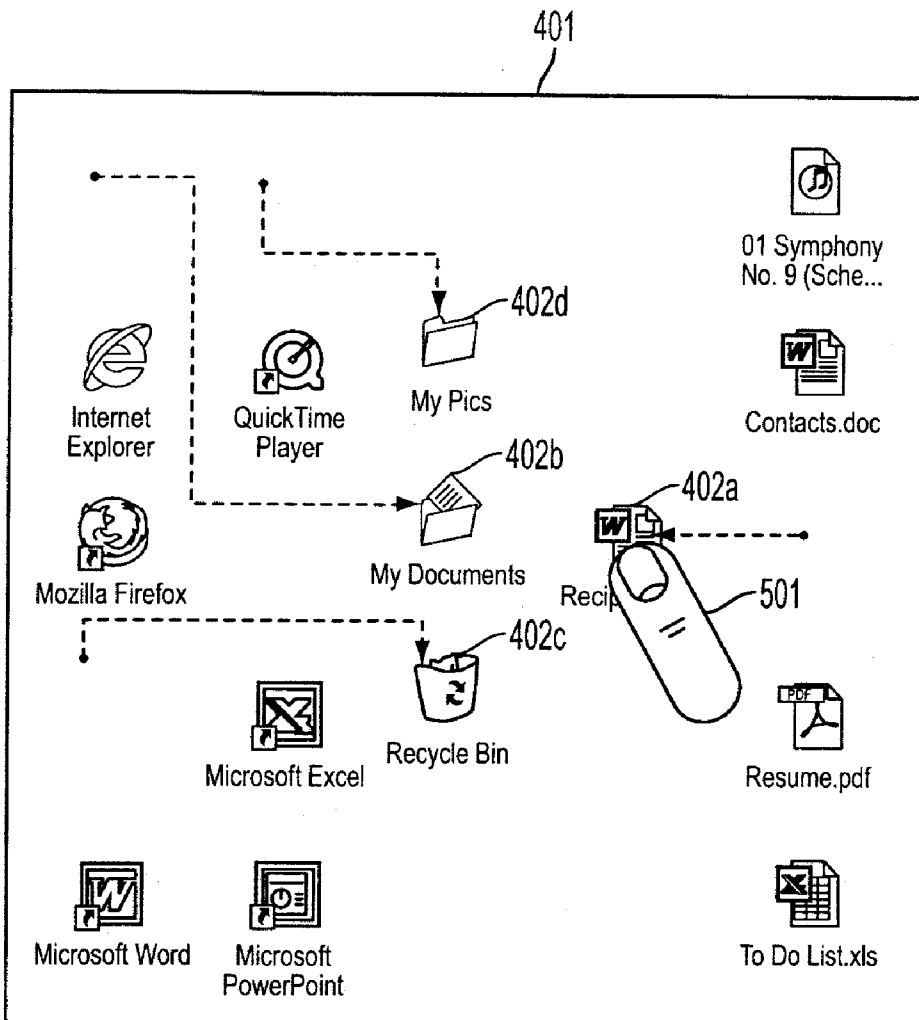 401
01 Symphony
No. 9 (Sche...
402d
My Pics
Internet
Explorer
QuickTime
Player
Contacts.doc
402b
402a
My Documents
Mozilla Firefox
Recip
501
402c
PDF
Recycle Bin
Microsoft Excel
Resume.pdf
Microsoft Word
Microsoft
PowerPoint
To Do List.xls